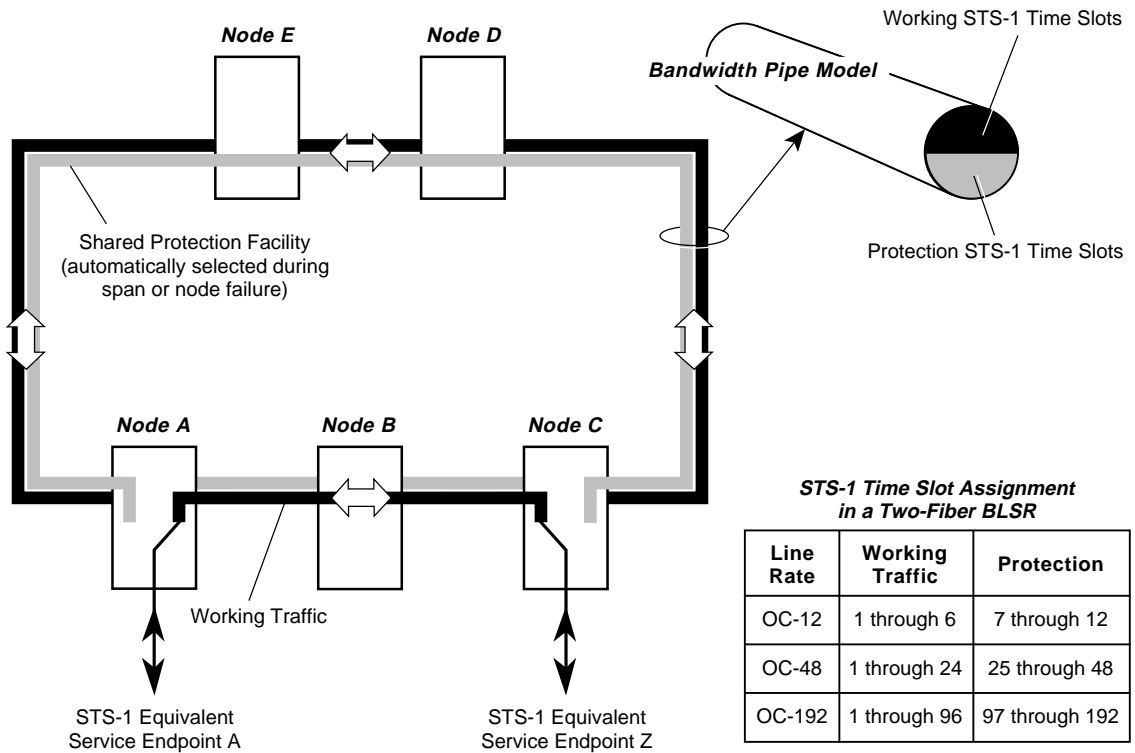 Node E
Node D
Working STS-1 Time Slots
Bandwidth Pipe Model
Shared Protection Facility
(automatically selected during
span or node failure)
Protection STS-1 Time Slots
Node A
Node B
Node C
Working Traffic
STS-1 Equivalent
Service Endpoint A
STS-1 Equivalent
Service Endpoint Z
STS-1 Time Slot Assignment
in a Two-Fiber BLSR
Line
Rate
Working
Traffic
Protection
OC-12
1 through 6
7 through 12
OC-48
1 through 24
25 through 48
OC-192
1 through 96
97 through 192